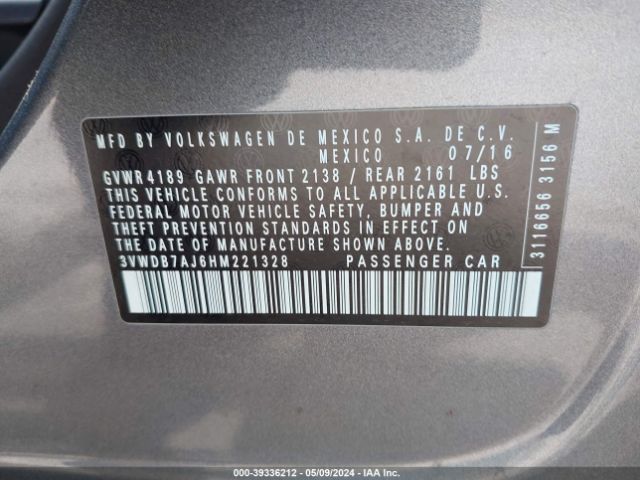 MFD BY VOLKSWAGEN DE MEXICO S.A. DE C.V.
MEXICO 07/16
GVWR 4189 GAWR FRONT 2138 / REAR 2161 LBS
THIS VEHICLE CONFORMS TO ALL APPLICABLE U.S.
FEDERAL MOTOR VEHICLE SAFETY, BUMPER AND
THEFT PREVENTION STANDARDS IN EFFECT ON
THE DATE OF MANUFACTURE SHOWN ABOVE.
3VWDB7AJ6HM221328 PASSENGER CAR
3116656 3156 M
000-39336212 - 05/09/2024 - IAA Inc.